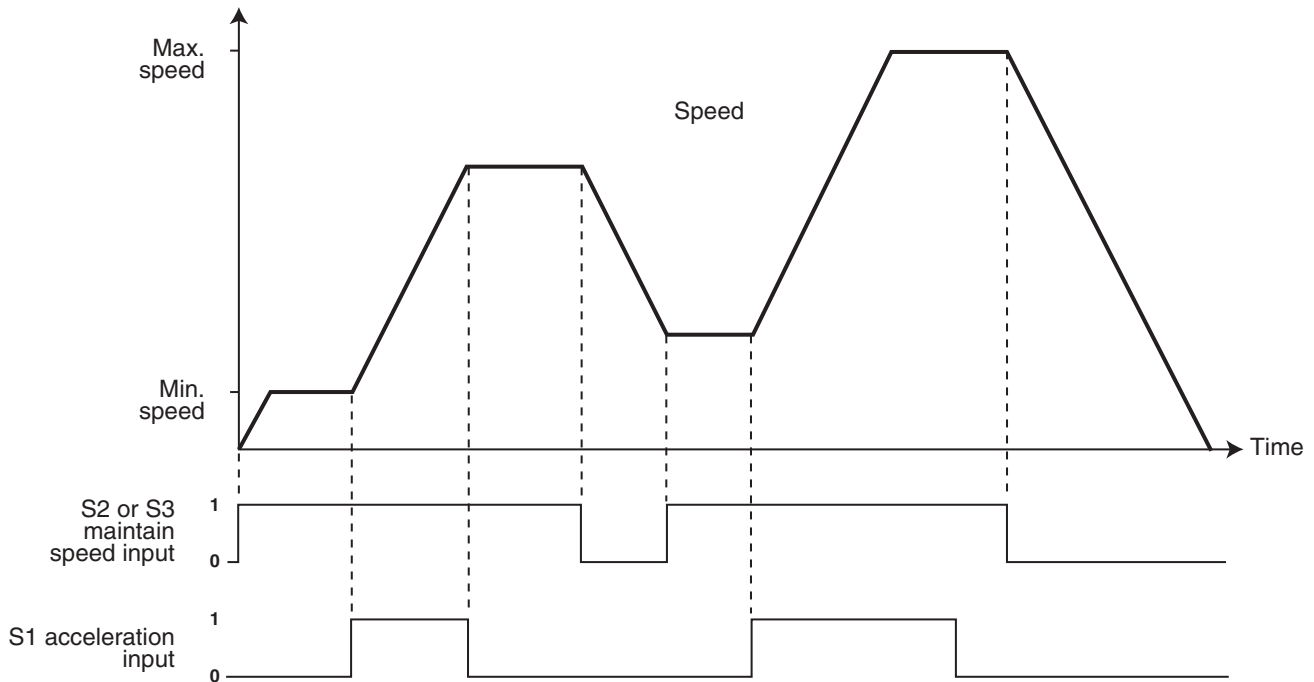 Max.
speed
Speed
Min.
speed
Time
S2 or S3
maintain
speed input
1
0
S1 acceleration
input
1
0